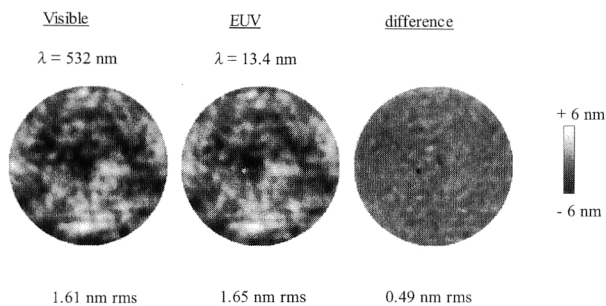 Visible EUV difference
λ = 532 nm λ = 13.4 nm
+ 6 nm
- 6 nm
1.61 nm rms 1.65 nm rms 0.49 nm rms